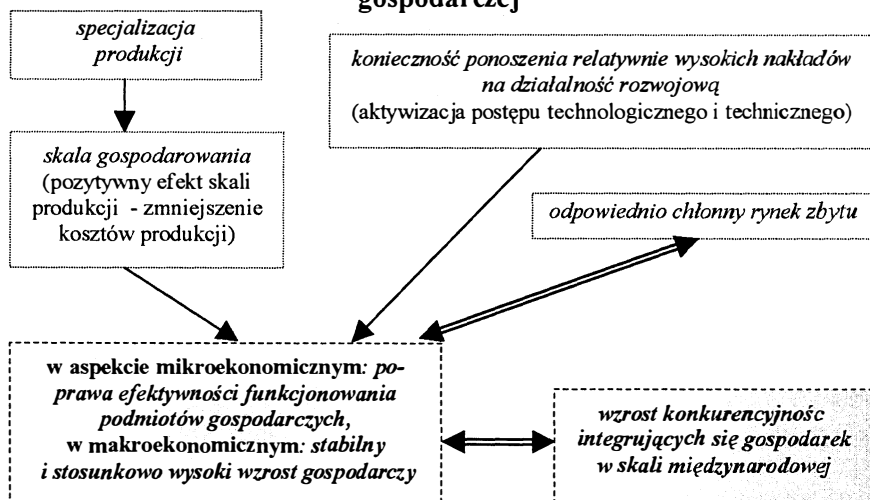 gospodarczej
specjalizacja
produkcji
konieczność ponoszenia relatywnie wysokich nakładów
na działalność rozwojową
(aktywizacja postępu technologicznego i technicznego)
skala gospodarowania
(pozytywny efekt skali
produkcji - zmniejszenie
kosztów produkcji)
odpowiednio chłonny rynek zbytu
w aspekcie mikroekonomicznym: po-
prawa efektywności funkcjonowania
podmiotów gospodarczych,
w makroekonomicznym: stabilny
i stosunkowo wysoki wzrost gospodarczy
wzrost konkurencyjnośc
integrujących się gospodarek
w skali międzynarodowej